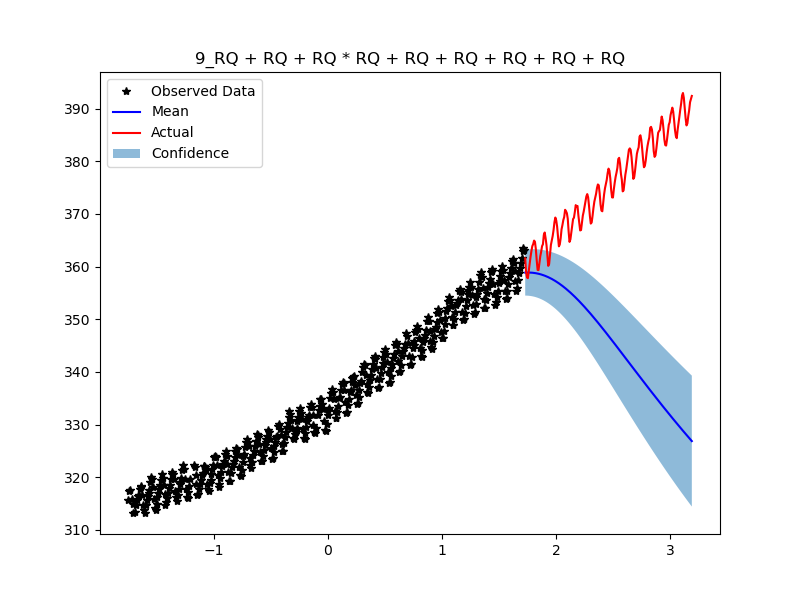 9_RQ + RQ + RQ * RQ + RQ + RQ + RQ + RQ + RQ
Observed Data
Mean
Actual
Confidence
390
380
370
360
350
340
330
320
310
−1
0
1
2
3